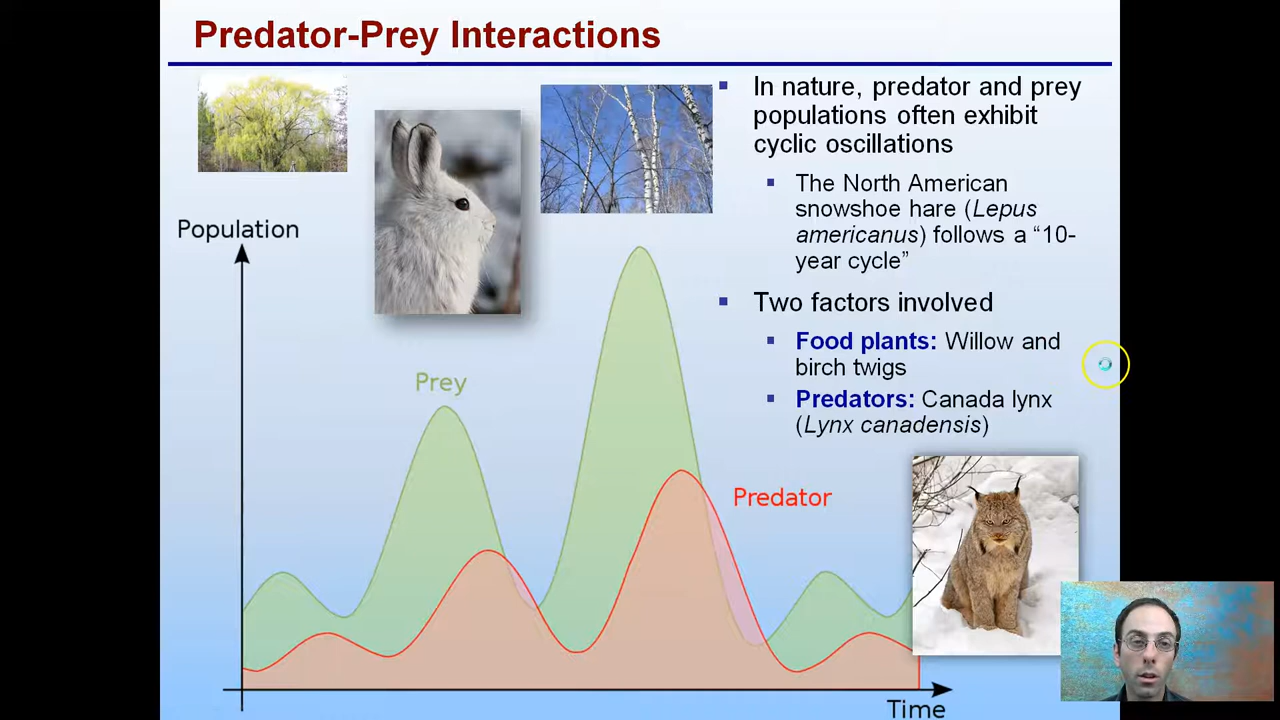 Predator-Prey Interactions
In nature, predator and prey
populations often exhibit
cyclic oscillations
The North American
snowshoe hare (Lepus
americanus) follows a “10-
year cycle”
Two factors involved
Food plants: Willow and
birch twigs
Predators: Canada lynx
(Lynx canadensis)
Population
Prey
Predator
Time